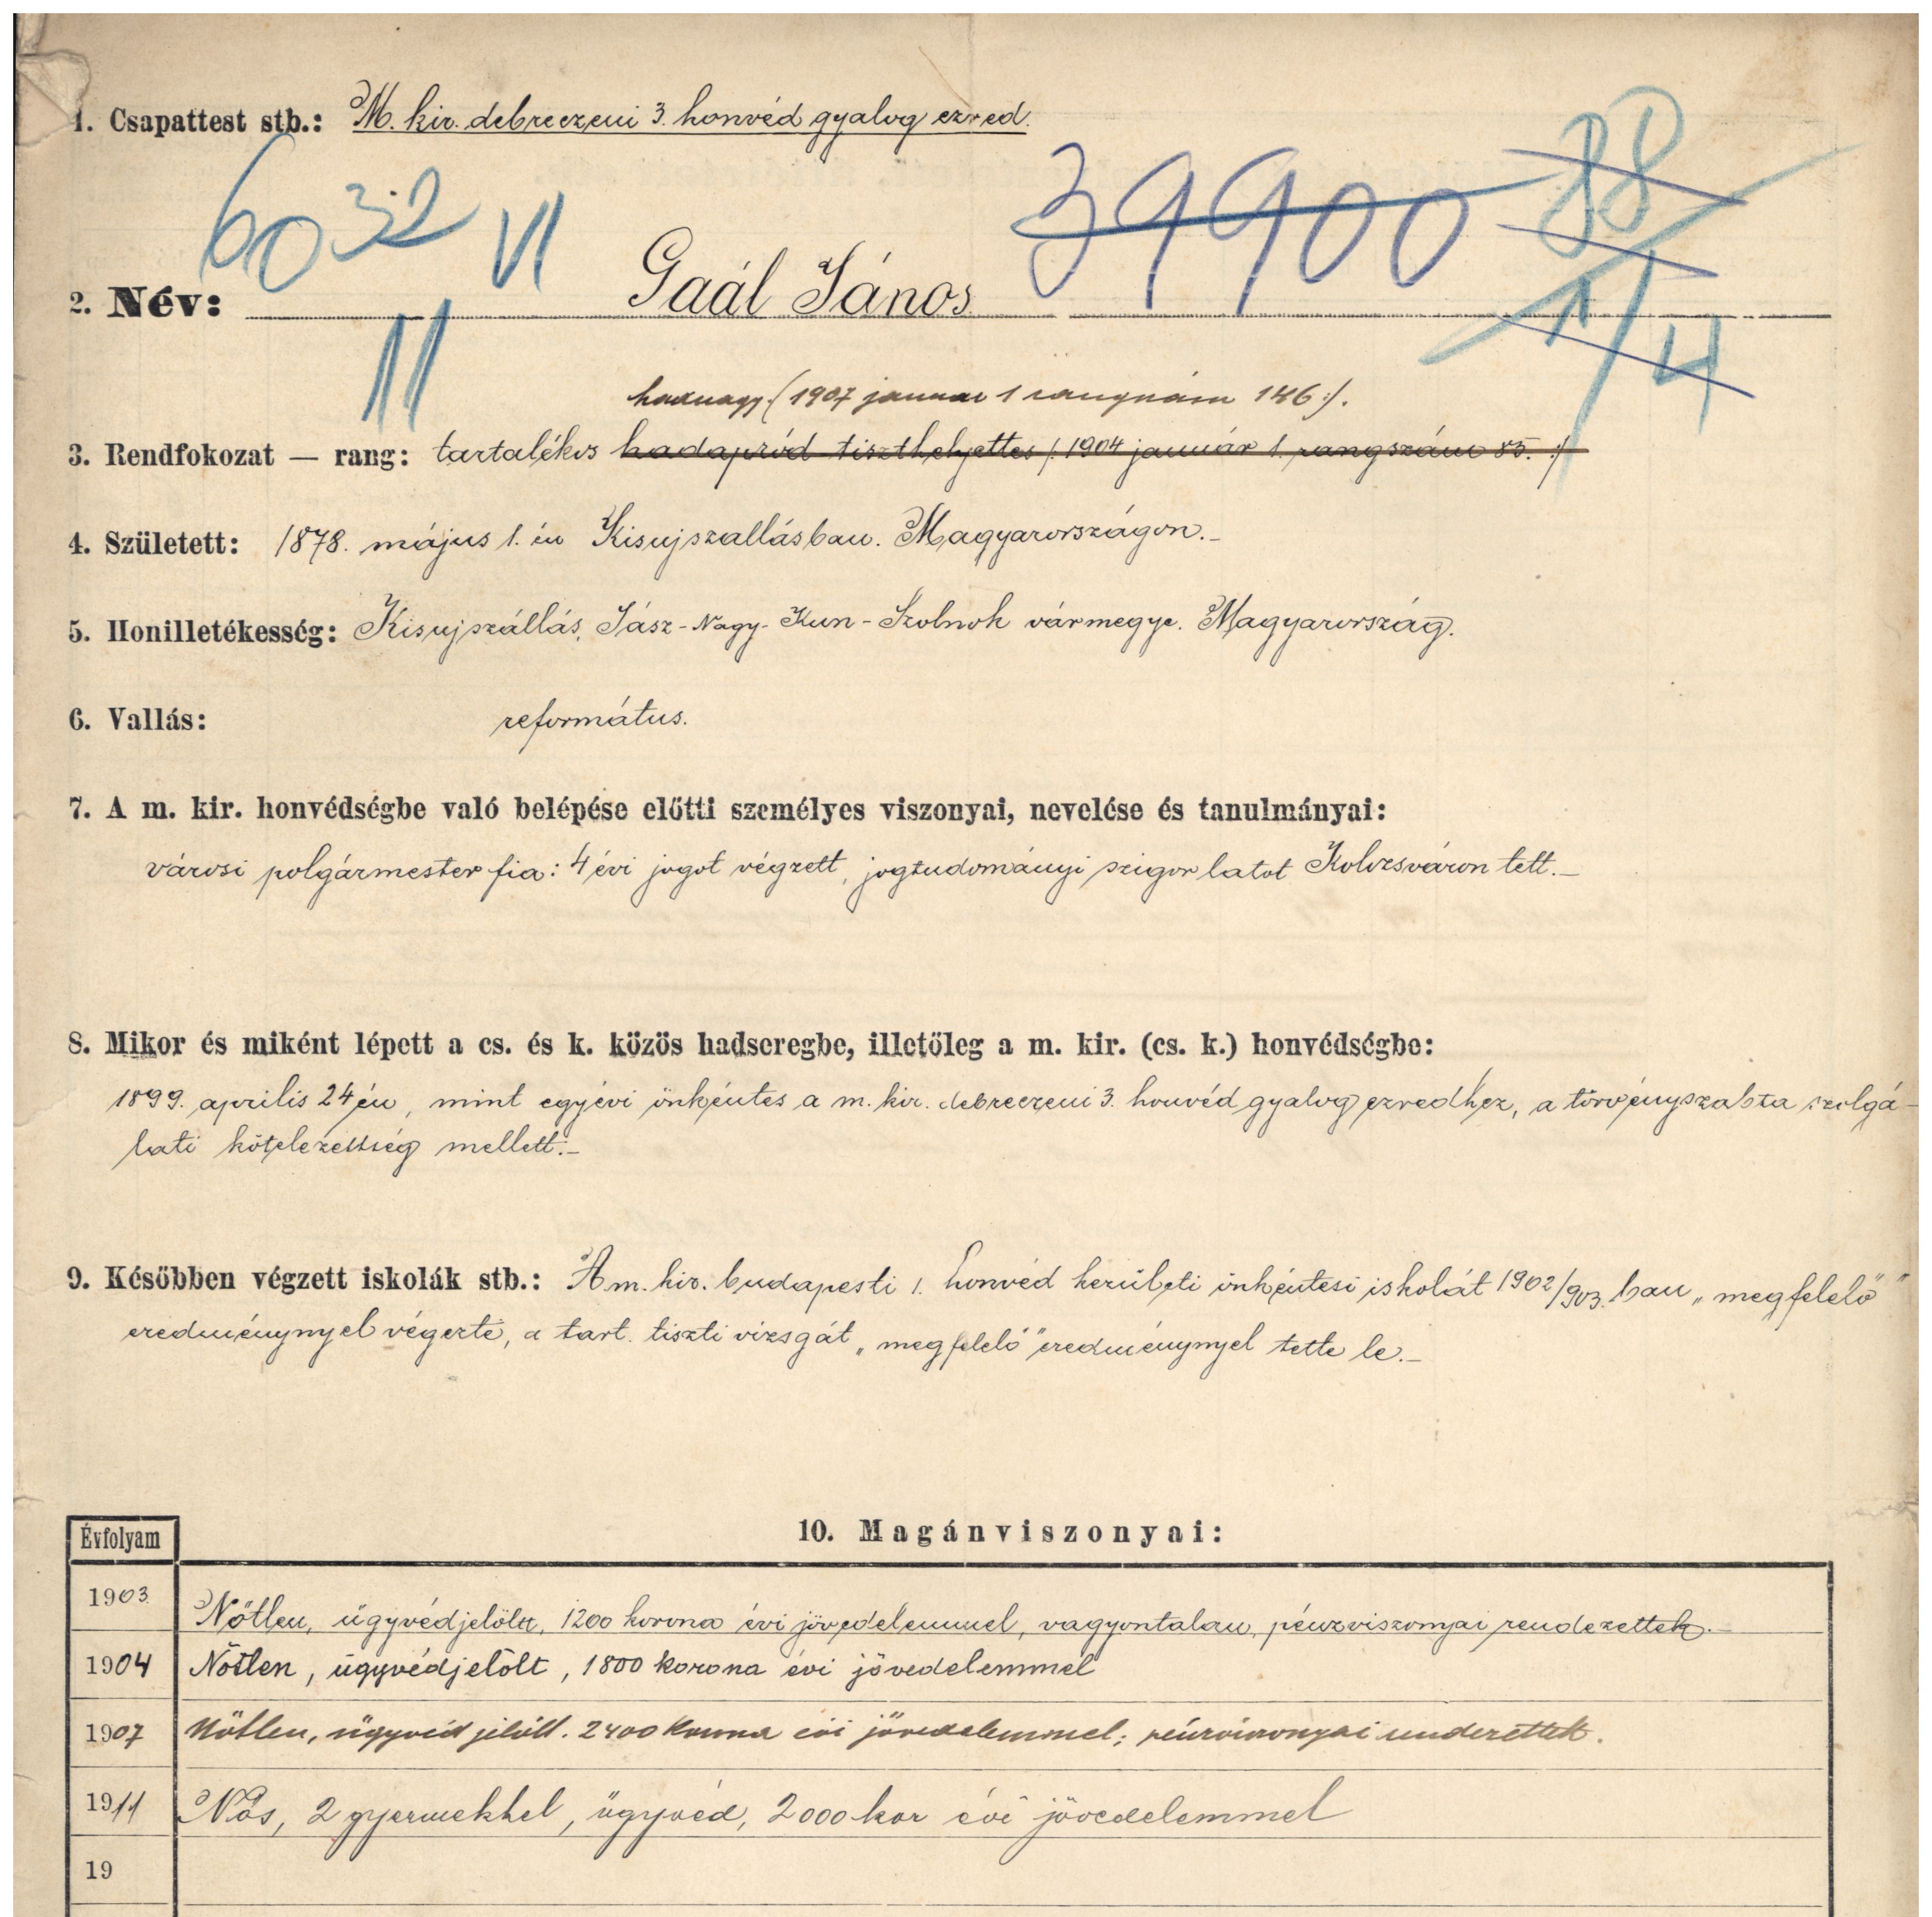 1. Csapattest stb.: M. kir. debreczeni 3. honvéd gyalog ezred.
6032 VI 39900 88
2. Név: Gaál János
11 1/4
hadnagy (1907 januar 1 rangszám 146 :/.
3. Rendfokozat — rang: tartalékos hadapród tiszthelyettes /: 1904 január 1. rangszám 85. :/
4. Született: 1878. május 1. én Kisujszallásban. Magyarországon.–
5. Honilletékesség: Kisujszállás, Jász-Nagy-Kun-Szolnok vármegye. Magyarország.
6. Vallás: református.
7. A m. kir. honvédségbe való belépése előtti személyes viszonyai, nevelése és tanulmányai:
városi polgármester fia: 4 évi jogot végzett, jogtudományi szigorlatot Kolozsváron tett.–
8. Mikor és miként lépett a cs. és k. közös hadseregbe, illetőleg a m. kir. (cs. k.) honvédségbe:
1899. április 24 én, mint egyévi önkéntes a m. kir. debreczeni 3. honvéd gyalog ezredhez, a törvényszabta szolgá-
lati kötelezettség mellett.–
9. Későbben végzett iskolák stb.: A m. kir. budapesti 1. honvéd kerületi önkéntesi iskolát 1902/903. ban „megfelelő"
eredménynyel végezte, a tart. tiszti vizsgát „megfelelő" eredménynyel tette le.–
Évfolyam 10. Magánviszonyai:
1903. Nőtlen, ügyvédjelölt, 1200 korona évi jövedelemmel, vagyontalan, pénzviszonyai rendezettek.–
1904 Nőtlen, ügyvédjelölt, 1800 korona évi jövedelemmel
1907 Nőtlen, ügyvéd jelölt. 2400 korona évi jövedelemmel; pénzviszonyai rendezettek.
1911 Nős, 2 gyermekkel, ügyvéd, 2000 kor évi jövedelemmel
19